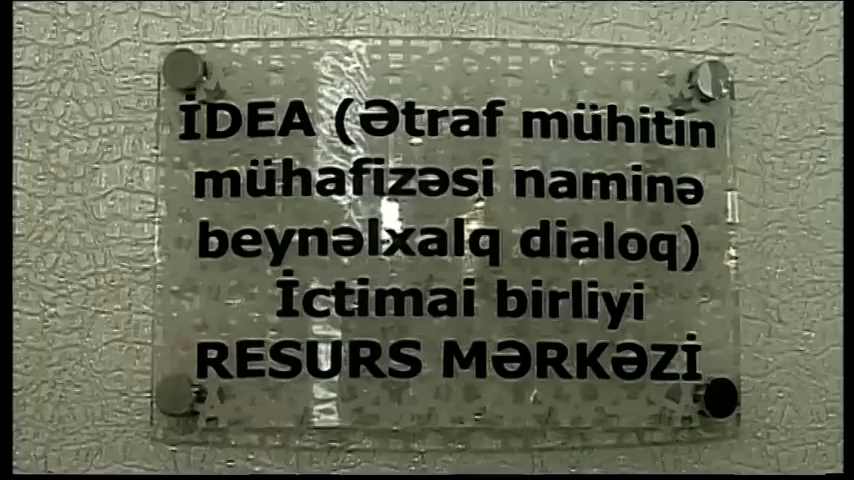 İDEA (Ətraf mühitin
mühafizəsi naminə
beynəlxalq dialoq)
İctimai birliyi
RESURS MƏRKƏZİ